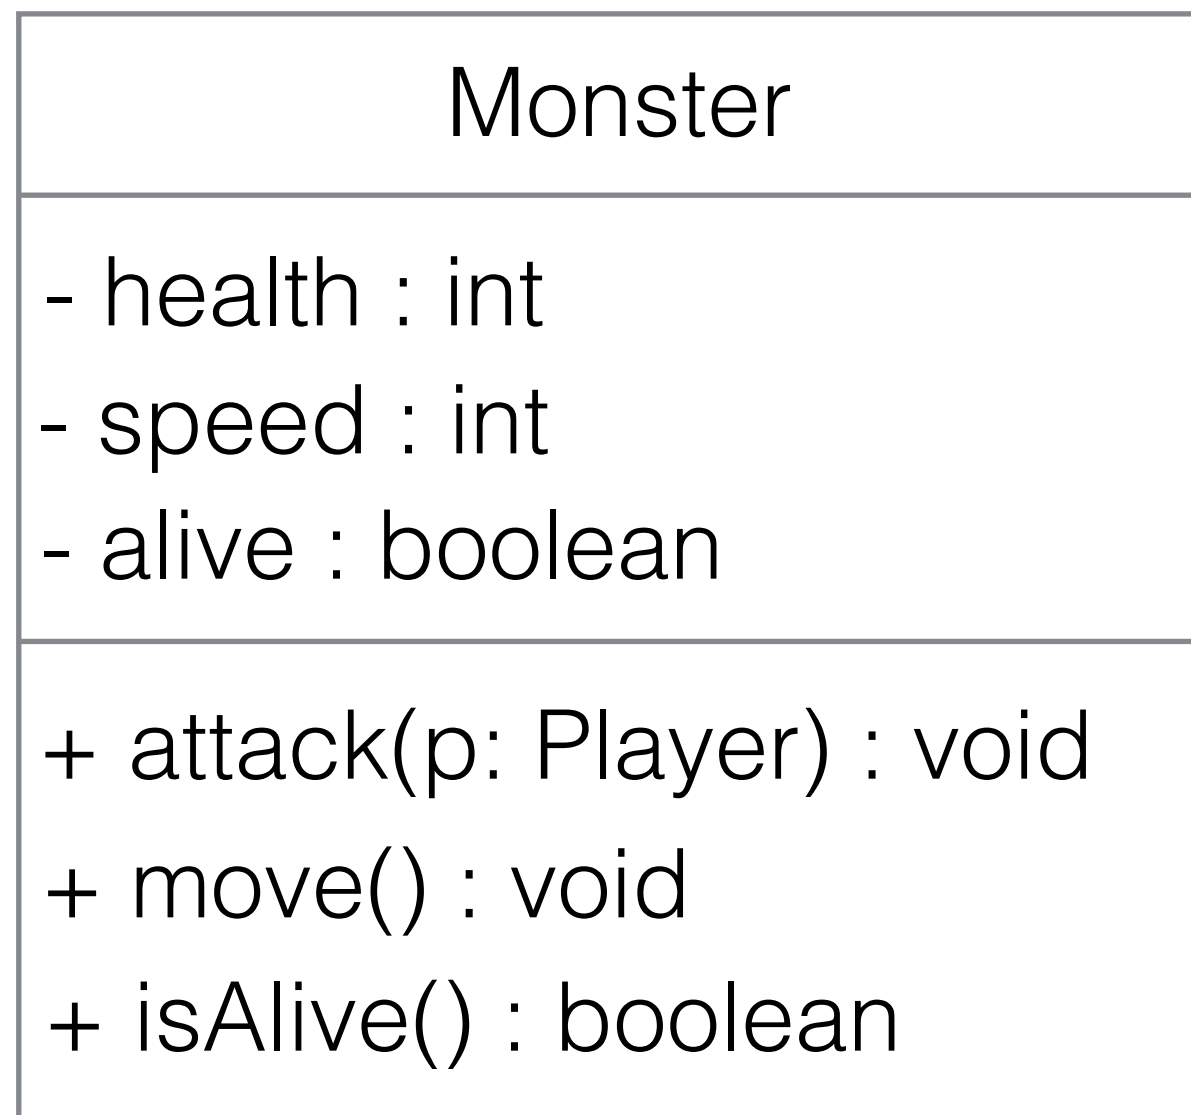 Monster
- health : int
- speed : int
- alive : boolean
+ attack(p: Player) : void
+ move() : void
+ isAlive() : boolean